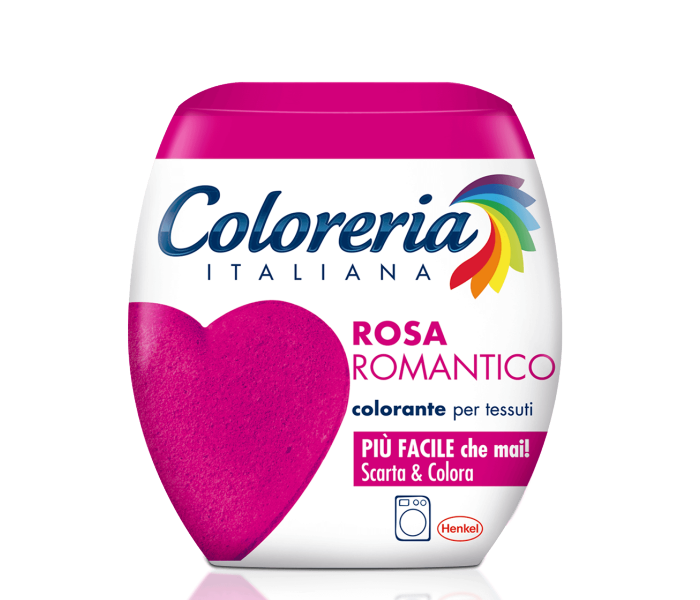 Coloreria
ITALIANA
ROSA
ROMANTICO
colorante per tessuti
PIÙ FACILE che mai!
Scarta & Colora
Henkel